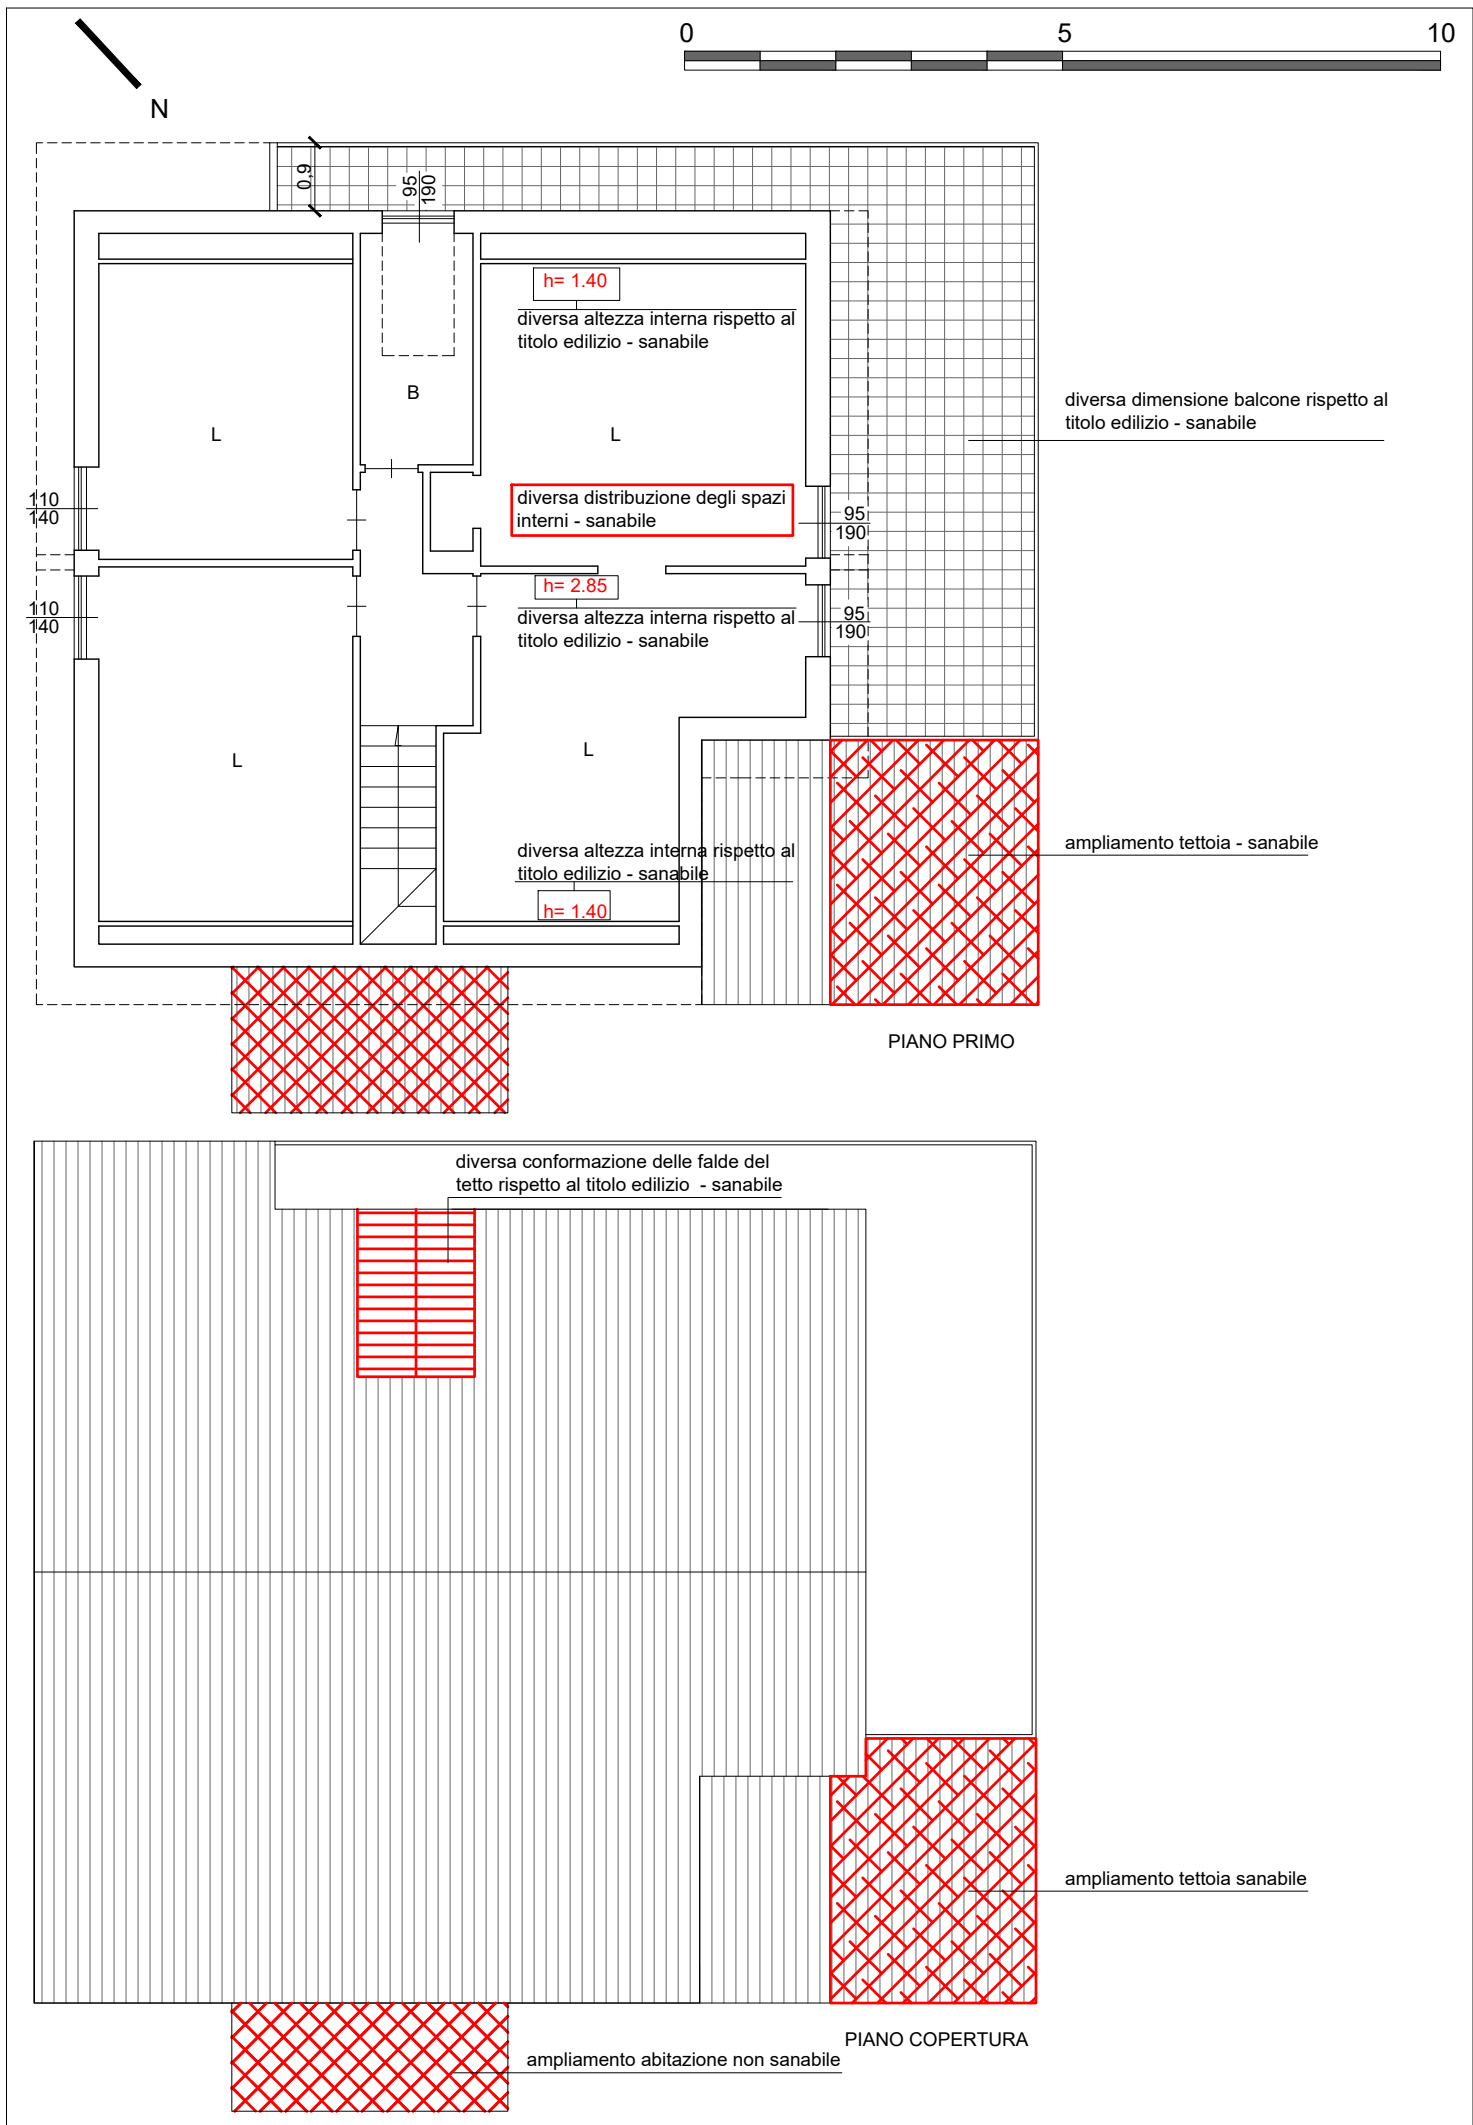 0
5
10
N
0,9
95
190
h= 1.40
diversa altezza interna rispetto al
titolo edilizio - sanabile
B
L
L
diversa dimensione balcone rispetto al
titolo edilizio - sanabile
110
140
diversa distribuzione degli spazi
interni - sanabile
95
190
h= 2.85
110
140
diversa altezza interna rispetto al
titolo edilizio - sanabile
95
190
L
L
diversa altezza interna rispetto al
titolo edilizio - sanabile
h= 1.40
ampliamento tettoia - sanabile
PIANO PRIMO
diversa conformazione delle falde del
tetto rispetto al titolo edilizio - sanabile
ampliamento tettoia sanabile
PIANO COPERTURA
ampliamento abitazione non sanabile